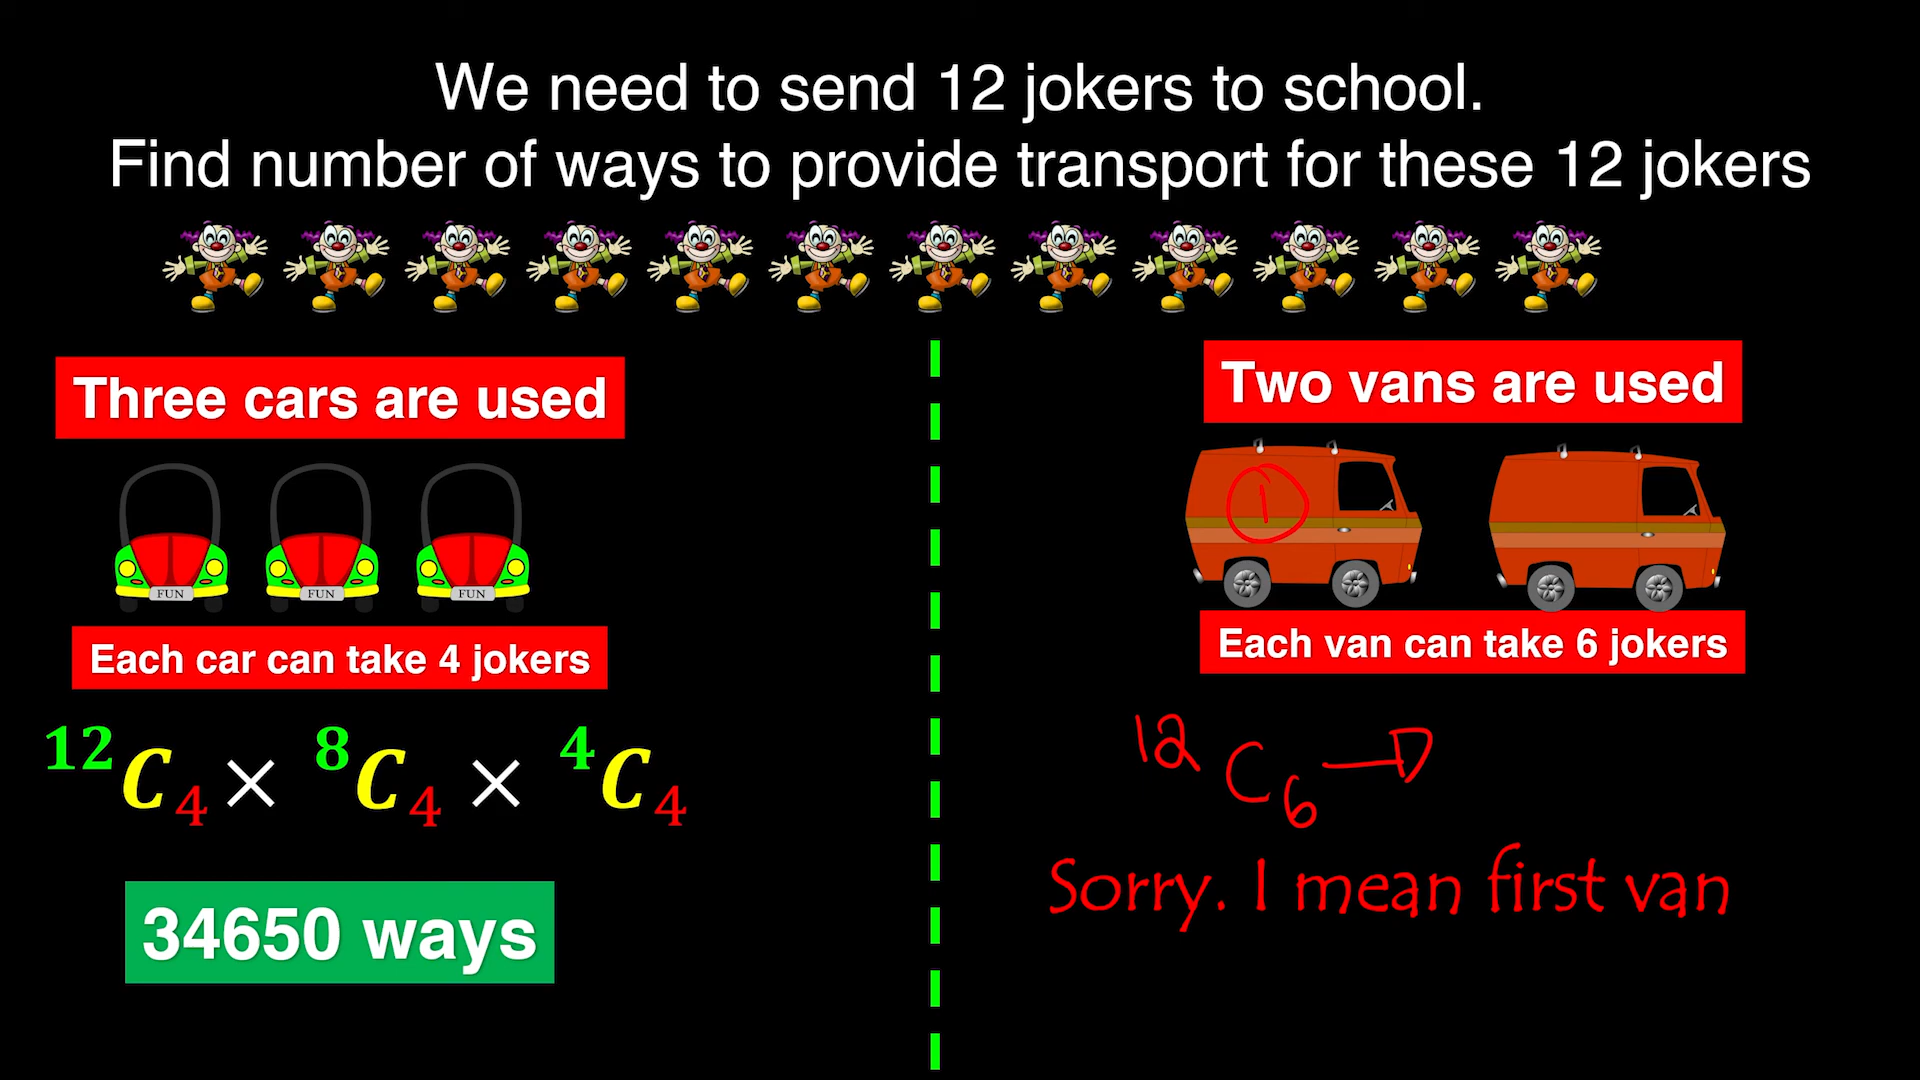 We need to send 12 jokers to school.
Find number of ways to provide transport for these 12 jokers
Three cars are used
FUN FUN FUN
Each car can take 4 jokers
¹²C₄ × ⁸C₄ × ⁴C₄
34650 ways
Two vans are used
1
Each van can take 6 jokers
¹²C₆
Sorry. I mean first van